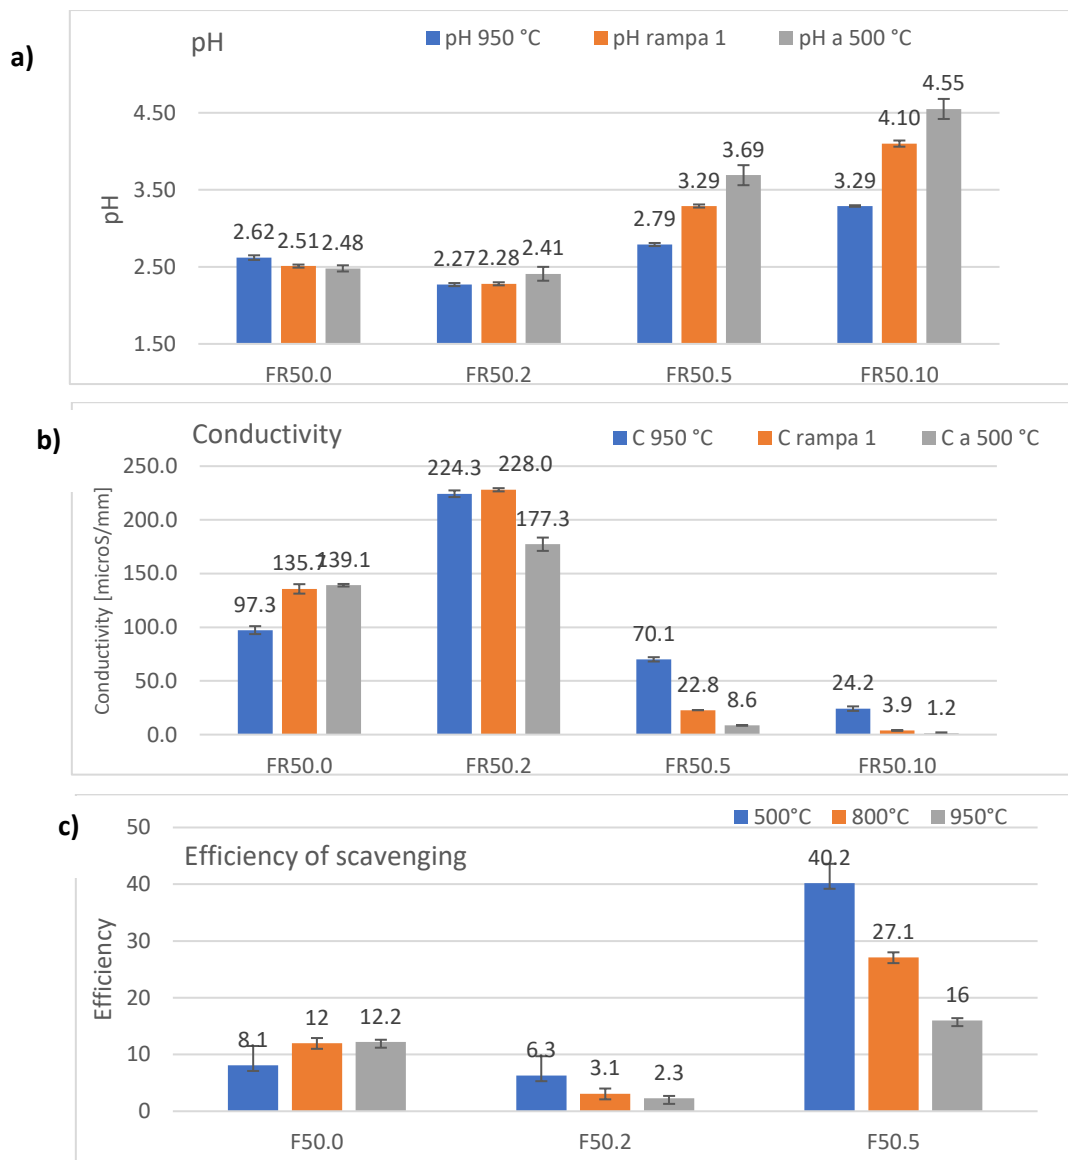 a)
pH
pH 950 °C pH rampa 1 pH a 500 °C
4.50
3.50
2.50
1.50
pH
2.62 2.51 2.48
2.27 2.28 2.41
2.79 3.29 3.69
3.29 4.10 4.55
FR50.0 FR50.2 FR50.5 FR50.10
b)
Conductivity
C 950 °C C rampa 1 C a 500 °C
250.0
200.0
150.0
100.0
50.0
0.0
Conductivity [microS/mm]
97.3 135.7 139.1
224.3 228.0 177.3
70.1 22.8 8.6
24.2 3.9 1.2
FR50.0 FR50.2 FR50.5 FR50.10
c)
Efficiency of scavenging
500°C 800°C 950°C
50
40
30
20
10
0
Efficiency
8.1 12 12.2
6.3 3.1 2.3
40.2 27.1 16
F50.0 F50.2 F50.5